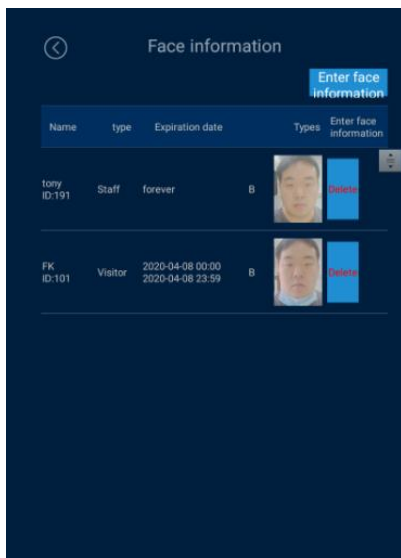 Face information
Enter face
information
Name type Expiration date Types Enter face
information
tony
ID:191
Staff forever B Delete
FK
ID:101
Visitor 2020-04-08 00:00
2020-04-08 23:59
B Delete